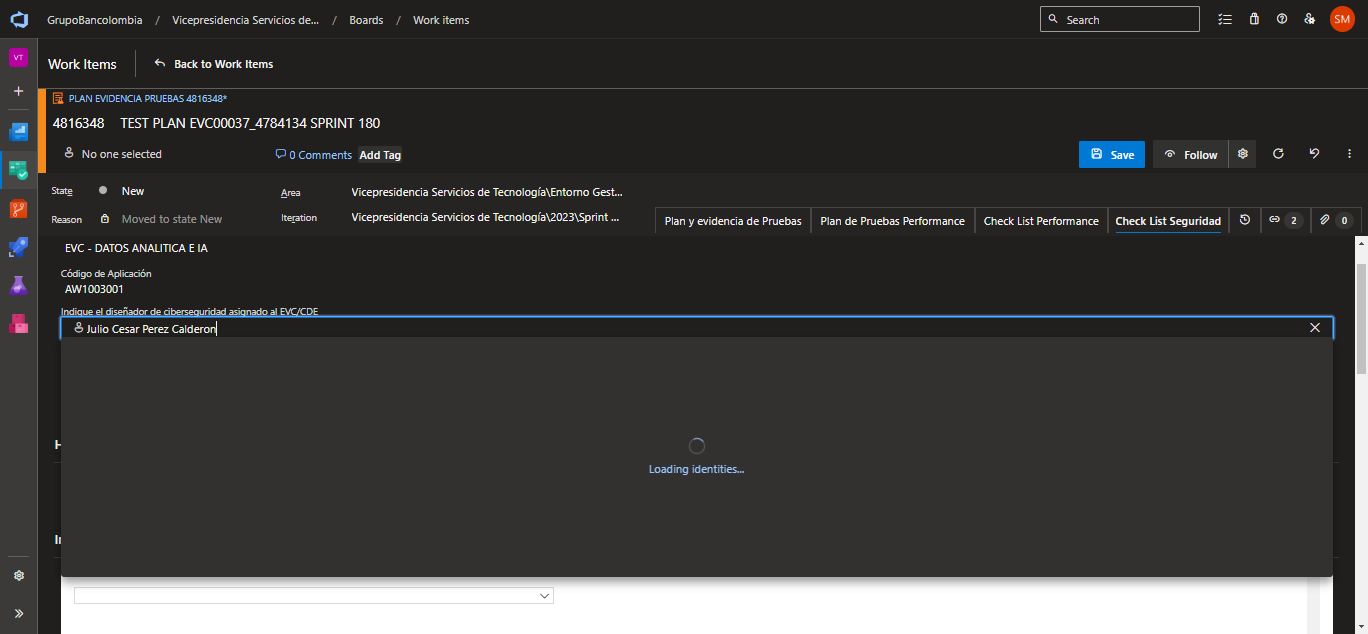 GrupoBancolombia / Vicepresidencia Servicios de... / Boards / Work items
Search
SM
VT
Work Items
Back to Work Items
PLAN EVIDENCIA PRUEBAS 4816348*
4816348 TEST PLAN EVC00037_4784134 SPRINT 180
No one selected
0 Comments
Add Tag
Save
Follow
State
New
Area
Vicepresidencia Servicios de Tecnología\Entorno Gest...
Reason
Moved to state New
Iteration
Vicepresidencia Servicios de Tecnología\2023\Sprint ...
Plan y evidencia de Pruebas
Plan de Pruebas Performance
Check List Performance
Check List Seguridad
2
0
EVC - DATOS ANALITICA E IA
Código de Aplicación
AW1003001
Indique el diseñador de ciberseguridad asignado al EVC/CDE
Julio Cesar Perez Calderon
Loading identities...